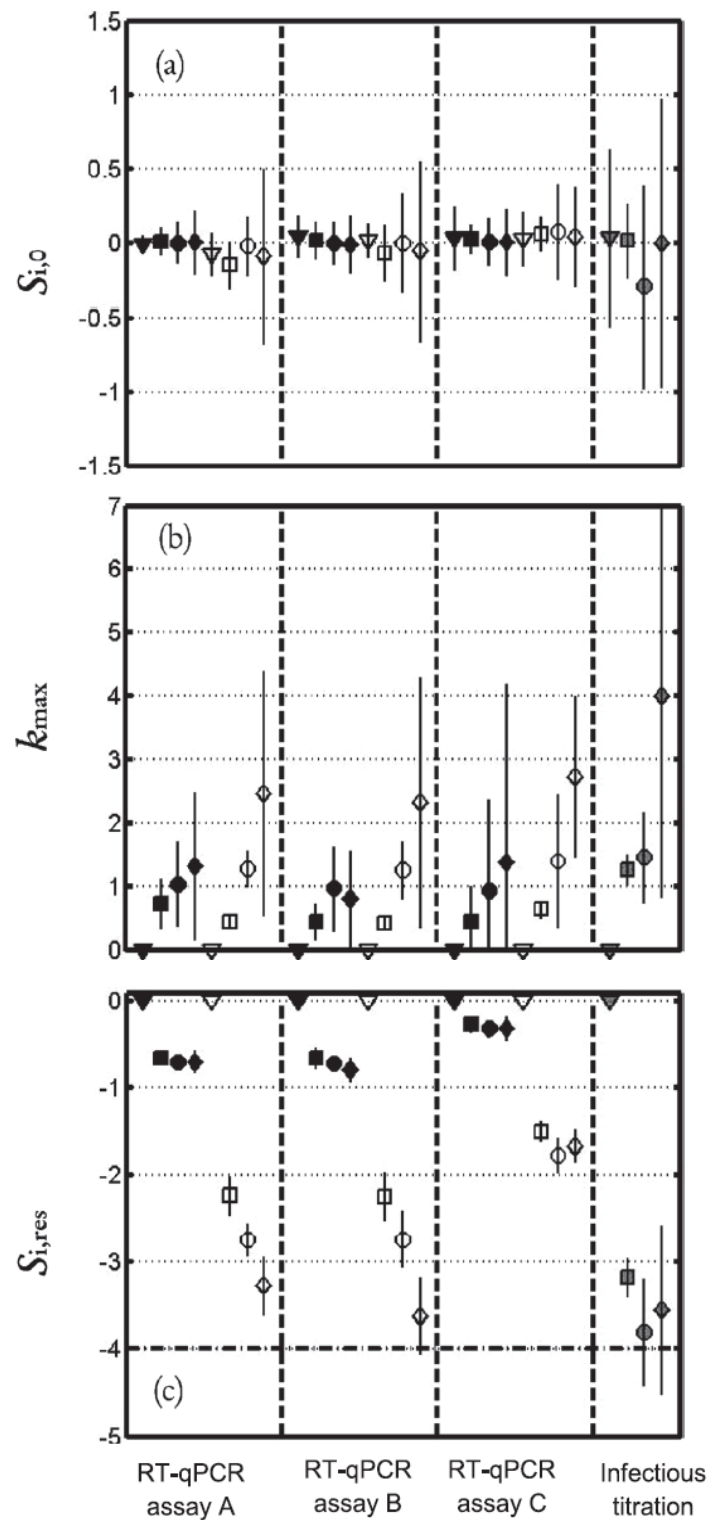 1.5
(a)
1
0.5
0
-0.5
-1
-1.5
Si,0
7
(b)
6
5
4
3
2
1
0
kmax
0
-1
-2
-3
-4
(c)
-5
Si,res
RT-qPCR
assay A
RT-qPCR
assay B
RT-qPCR
assay C
Infectious
titration